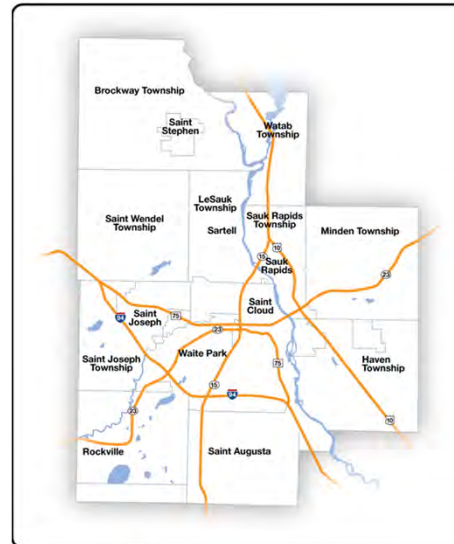 Brockway Township
Saint
Stephen
Watab
Township
LeSauk
Township
Saint Wendel
Township
Sartell
Sauk Rapids
Township
Minden Township
10
15
Sauk
Rapids
23
Saint
Cloud
94
Saint
Joseph
75
23
Waite Park
Saint Joseph
Township
75
Haven
Township
15
94
23
10
Rockville
Saint Augusta